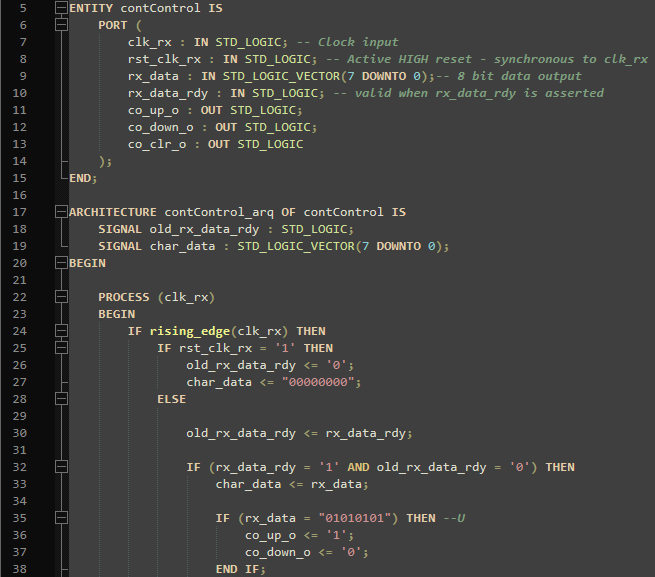 5 ENTITY contControl IS
6 PORT (
7 clk_rx : IN STD_LOGIC; -- Clock input
8 rst_clk_rx : IN STD_LOGIC; -- Active HIGH reset - synchronous to clk_rx
9 rx_data : IN STD_LOGIC_VECTOR(7 DOWNTO 0);-- 8 bit data output
10 rx_data_rdy : IN STD_LOGIC; -- valid when rx_data_rdy is asserted
11 co_up_o : OUT STD_LOGIC;
12 co_down_o : OUT STD_LOGIC;
13 co_clr_o : OUT STD_LOGIC
14 );
15 END;
16
17 ARCHITECTURE contControl_arq OF contControl IS
18 SIGNAL old_rx_data_rdy : STD_LOGIC;
19 SIGNAL char_data : STD_LOGIC_VECTOR(7 DOWNTO 0);
20 BEGIN
21
22 PROCESS (clk_rx)
23 BEGIN
24 IF rising_edge(clk_rx) THEN
25 IF rst_clk_rx = '1' THEN
26 old_rx_data_rdy <= '0';
27 char_data <= "00000000";
28 ELSE
29
30 old_rx_data_rdy <= rx_data_rdy;
31
32 IF (rx_data_rdy = '1' AND old_rx_data_rdy = '0') THEN
33 char_data <= rx_data;
34
35 IF (rx_data = "01010101") THEN --U
36 co_up_o <= '1';
37 co_down_o <= '0';
38 END IF;